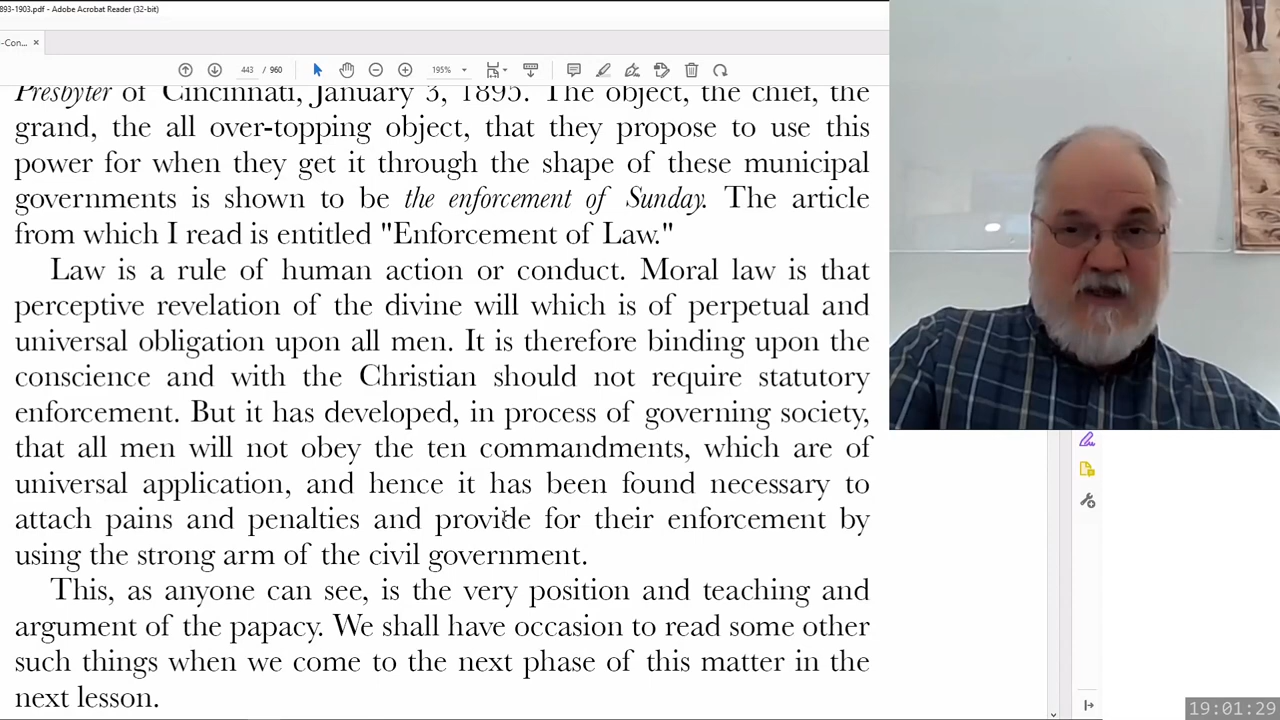 893-1903.pdf - Adobe Acrobat Reader (32-bit)
-Con... ×
443 / 960
195%
Presbyter of Cincinnati, January 3, 1895. The object, the chief, the
grand, the all over-topping object, that they propose to use this
power for when they get it through the shape of these municipal
governments is shown to be the enforcement of Sunday. The article
from which I read is entitled "Enforcement of Law."
Law is a rule of human action or conduct. Moral law is that
perceptive revelation of the divine will which is of perpetual and
universal obligation upon all men. It is therefore binding upon the
conscience and with the Christian should not require statutory
enforcement. But it has developed, in process of governing society,
that all men will not obey the ten commandments, which are of
universal application, and hence it has been found necessary to
attach pains and penalties and provide for their enforcement by
using the strong arm of the civil government.
This, as anyone can see, is the very position and teaching and
argument of the papacy. We shall have occasion to read some other
such things when we come to the next phase of this matter in the
next lesson.
19:01:29